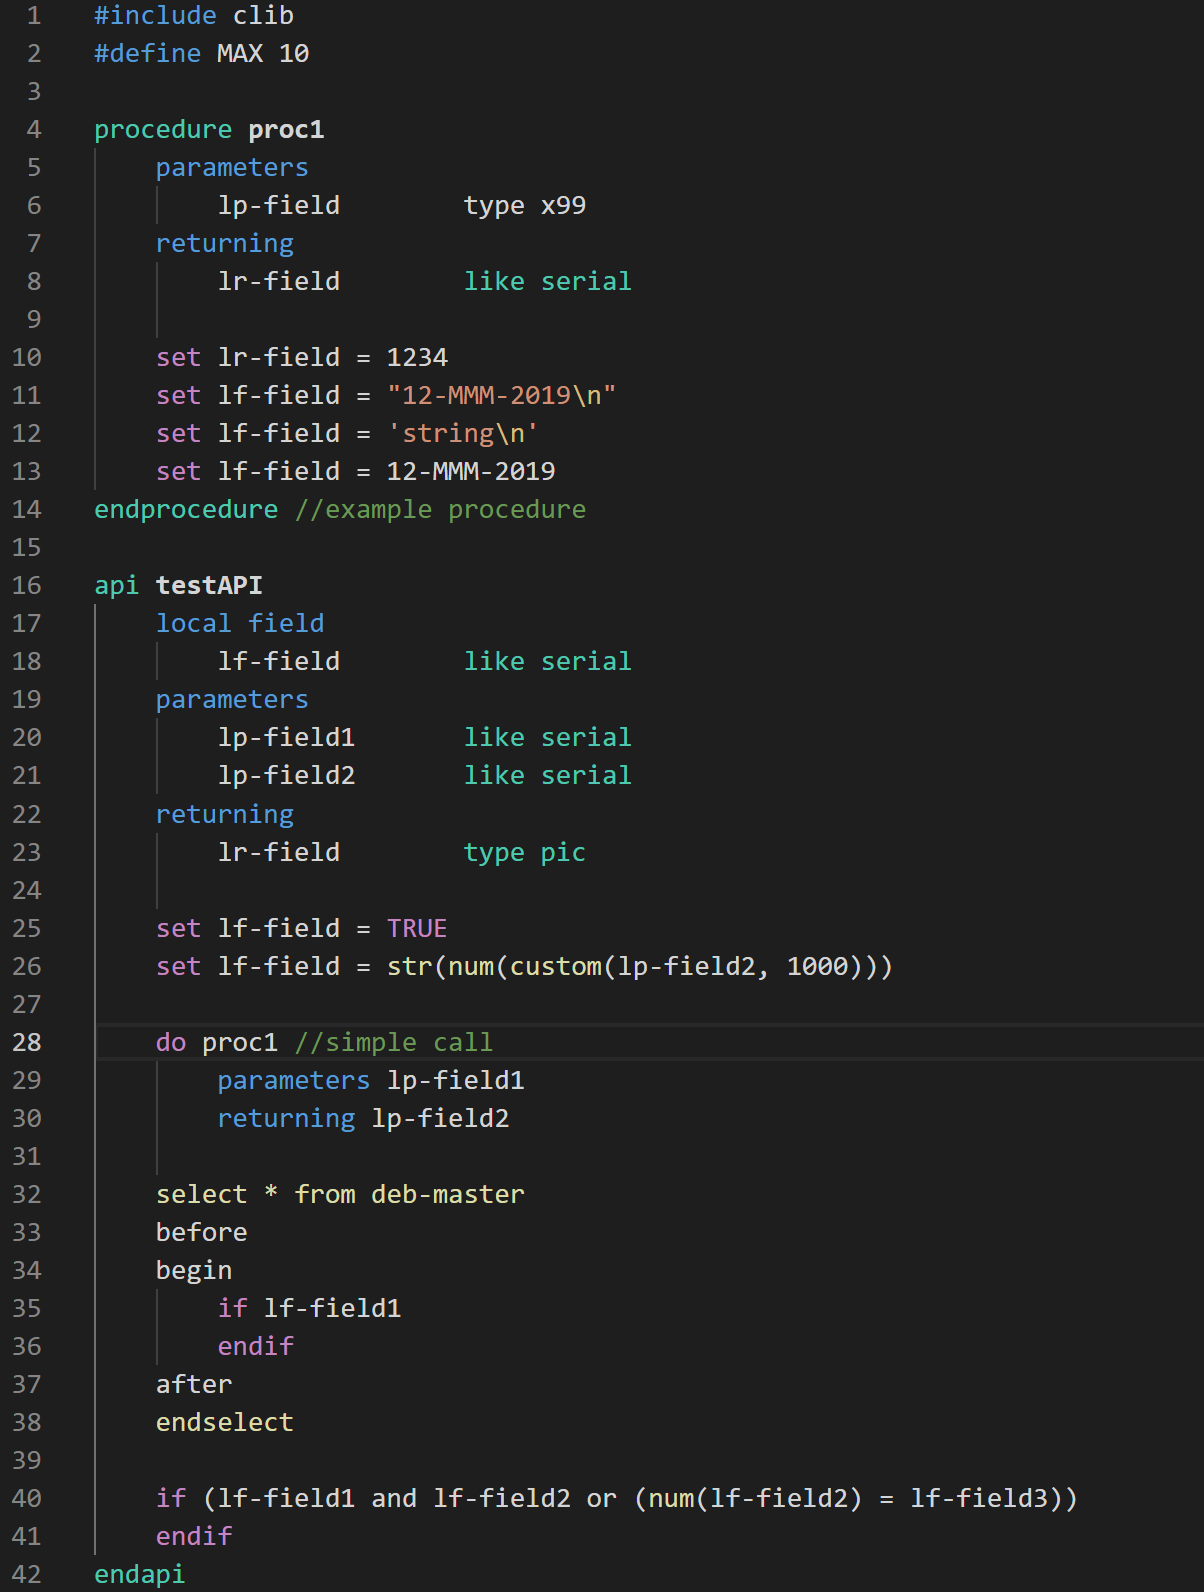 1 #include clib
2 #define MAX 10
3
4 procedure proc1
5     parameters
6         lp-field        type x99
7     returning
8         lr-field        like serial
9
10     set lr-field = 1234
11     set lf-field = "12-MMM-2019\n"
12     set lf-field = 'string\n'
13     set lf-field = 12-MMM-2019
14 endprocedure //example procedure
15
16 api testAPI
17     local field
18         lf-field        like serial
19     parameters
20         lp-field1       like serial
21         lp-field2       like serial
22     returning
23         lr-field        type pic
24
25     set lf-field = TRUE
26     set lf-field = str(num(custom(lp-field2, 1000)))
27
28     do proc1 //simple call
29         parameters lp-field1
30         returning lp-field2
31
32     select * from deb-master
33     before
34     begin
35         if lf-field1
36         endif
37     after
38     endselect
39
40     if (lf-field1 and lf-field2 or (num(lf-field2) = lf-field3))
41     endif
42 endapi